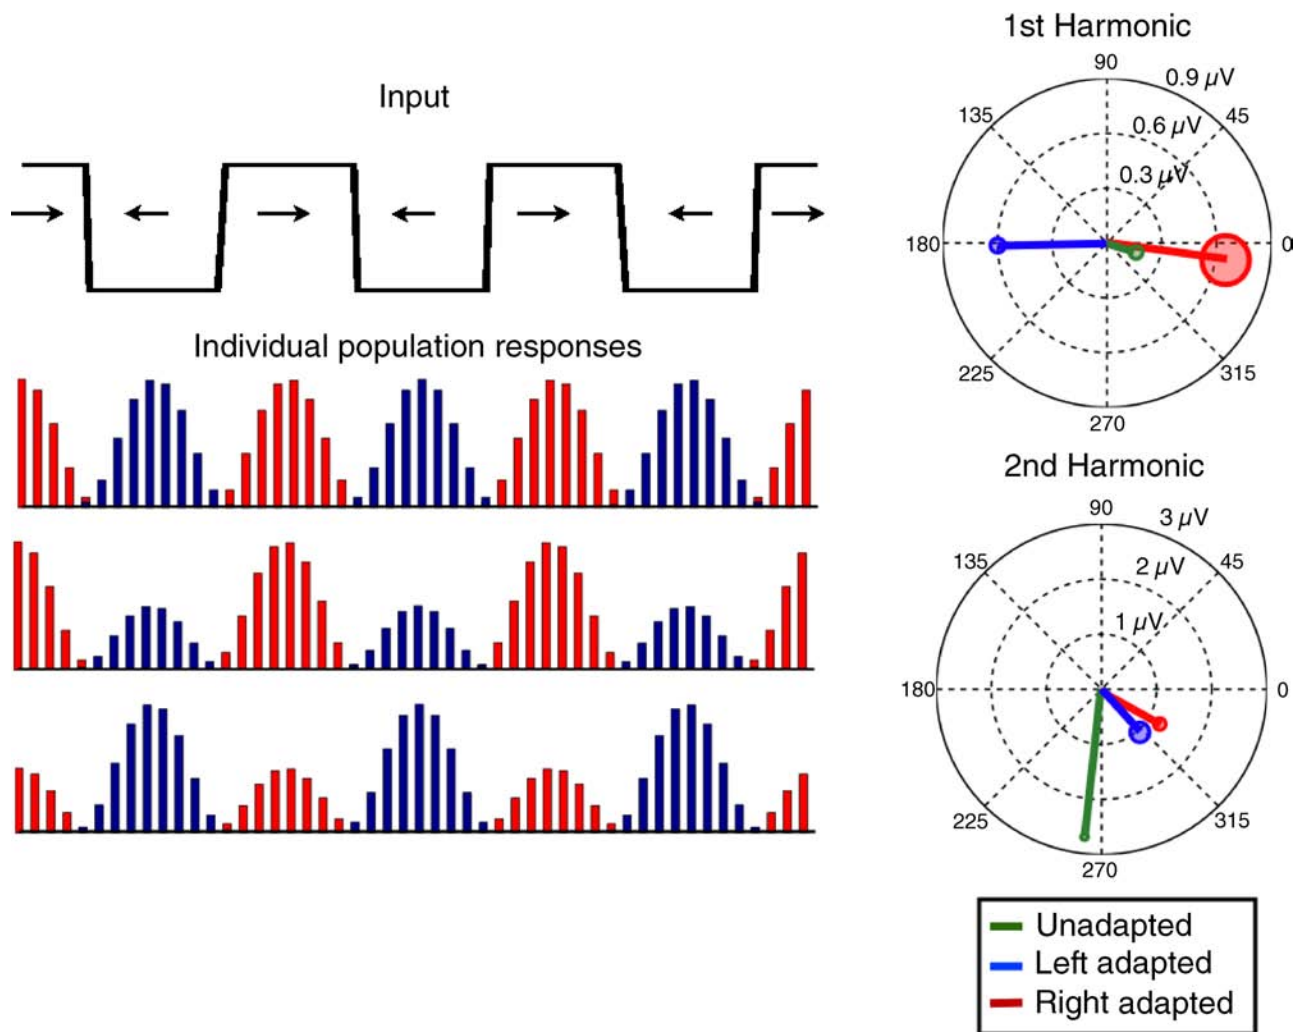 Input
Individual population responses
1st Harmonic
90
0.9 µV
135
0.6 µV
45
0.3 µV
180
0
225
315
270
2nd Harmonic
90
3 µV
135
2 µV
45
1 µV
180
0
225
315
270
Unadapted
Left adapted
Right adapted